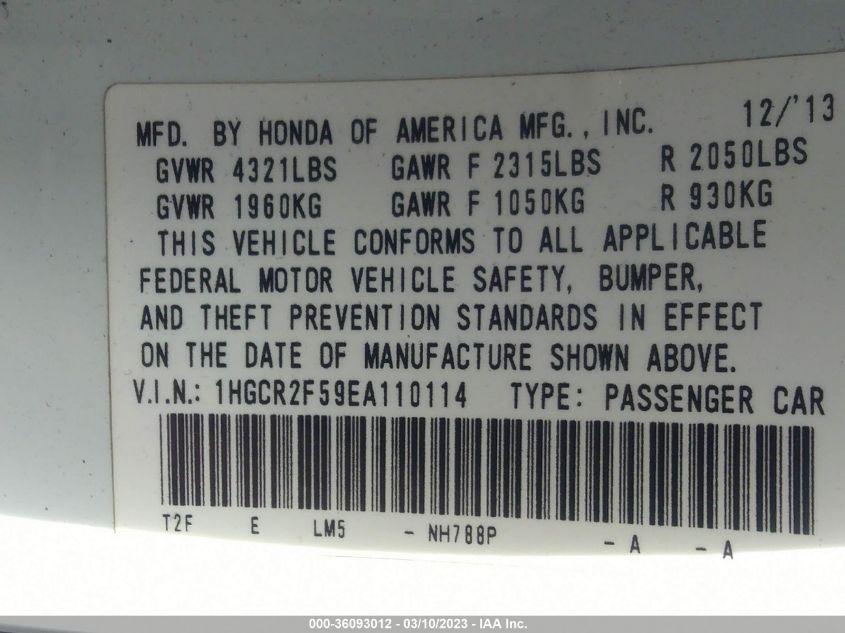 MFD. BY HONDA OF AMERICA MFG., INC. 12/'13
GVWR 4321LBS GAWR F 2315LBS R 2050LBS
GVWR 1960KG GAWR F 1050KG R 930KG
THIS VEHICLE CONFORMS TO ALL APPLICABLE
FEDERAL MOTOR VEHICLE SAFETY, BUMPER,
AND THEFT PREVENTION STANDARDS IN EFFECT
ON THE DATE OF MANUFACTURE SHOWN ABOVE.
V.I.N.: 1HGCR2F59EA110114 TYPE: PASSENGER CAR
T2F E LM5 - NH788P - A - A
000-36093012 - 03/10/2023 - IAA Inc.